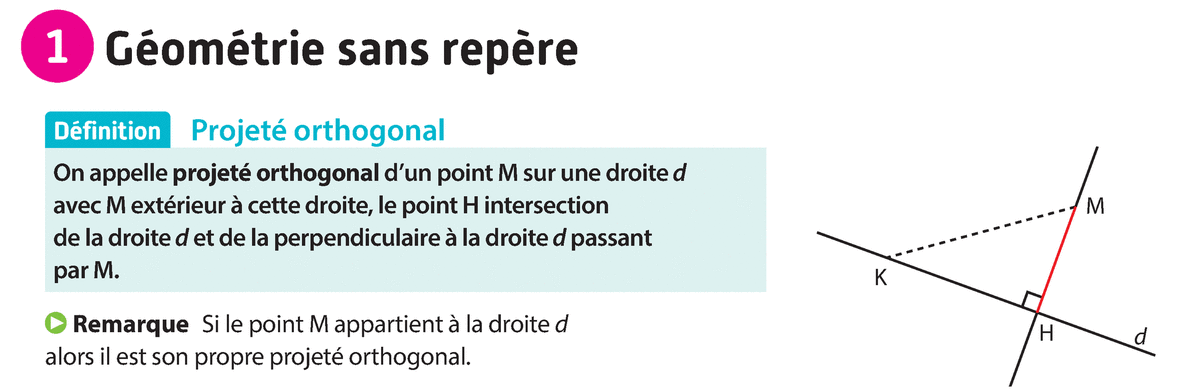 1 Géométrie sans repère
Définition Projeté orthogonal
On appelle projeté orthogonal d'un point M sur une droite d
avec M extérieur à cette droite, le point H intersection
de la droite d et de la perpendiculaire à la droite d passant
par M.
Remarque Si le point M appartient à la droite d
alors il est son propre projeté orthogonal.
M
K
H
d